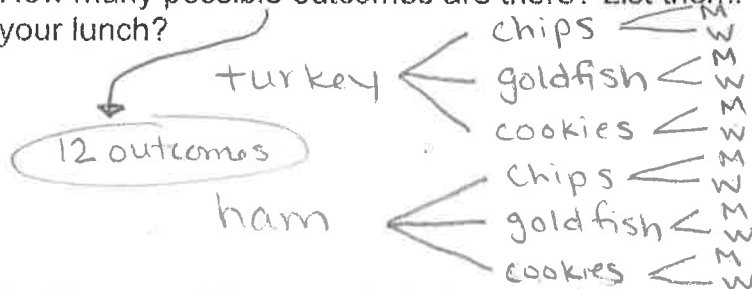 How many possible outcomes are there? List them.
your lunch?
chips M
W
turkey goldfish M
W
cookies M
W
12 outcomes
chips M
W
ham goldfish M
W
cookies M
W